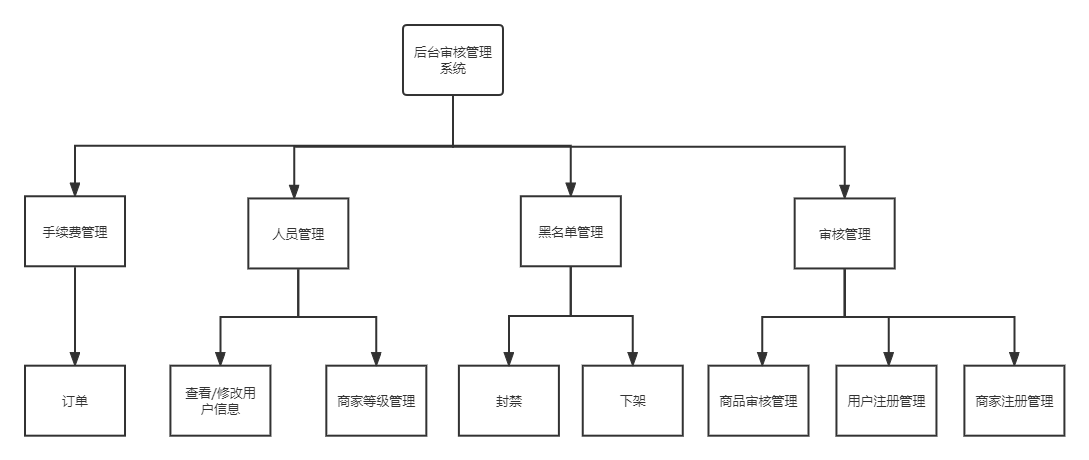 后台审核管理
系统
手续费管理
人员管理
黑名单管理
审核管理
订单
查看/修改用
户信息
商家等级管理
封禁
下架
商品审核管理
用户注册管理
商家注册管理